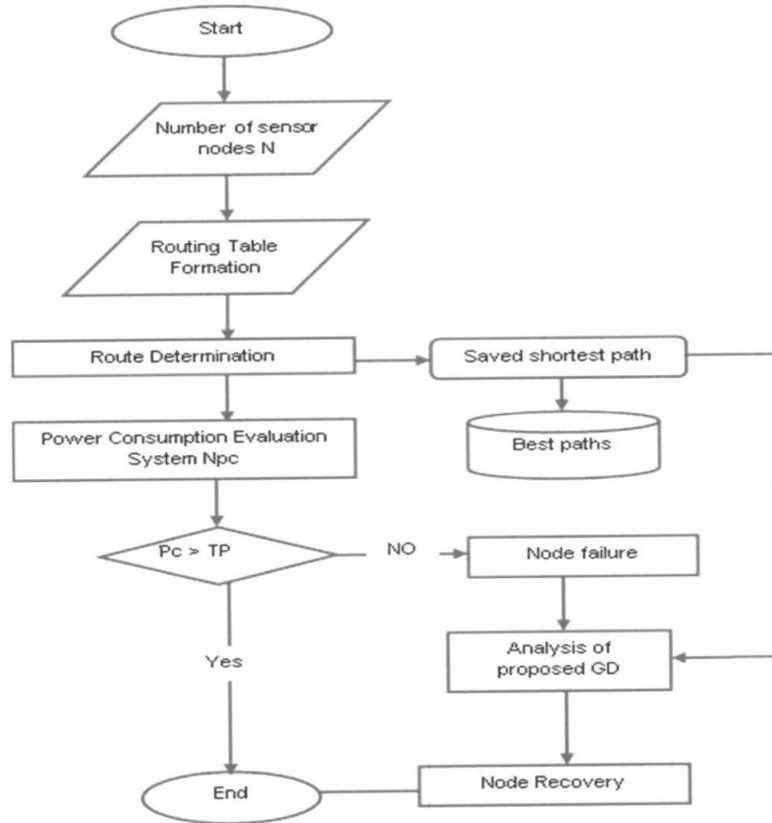 Start
Number of sensor
nodes N
Routing Table
Formation
Route Determination
Saved shortest path
Power Consumption Evaluation
System Npc
Best paths
Pc > TP
NO
Node failure
Yes
Analysis of
proposed GD
End
Node Recovery